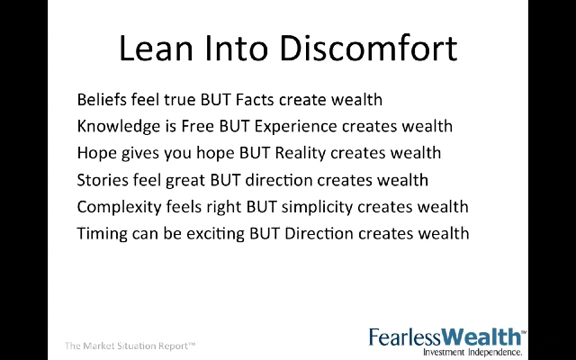 Lean Into Discomfort
Beliefs feel true BUT Facts create wealth
Knowledge is Free BUT Experience creates wealth
Hope gives you hope BUT Reality creates wealth
Stories feel great BUT direction creates wealth
Complexity feels right BUT simplicity creates wealth
Timing can be exciting BUT Direction creates wealth
The Market Situation Report™
FearlessWealth™
Investment Independence.